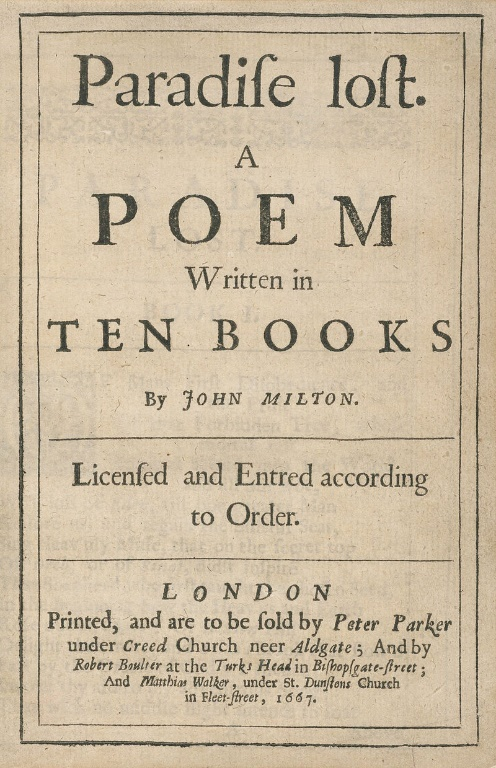 Paradiſe loſt.
A
POEM
Written in
TEN BOOKS
By JOHN MILTON.
Licenſed and Entred according
to Order.
LONDON
Printed, and are to be ſold by Peter Parker
under Creed Church neer Aldgate; And by
Robert Boulter at the Turks Head in Biſhopſgate-ſtreet;
And Matthias Walker, under St. Dunſtons Church
in Fleet-ſtreet, 1667.